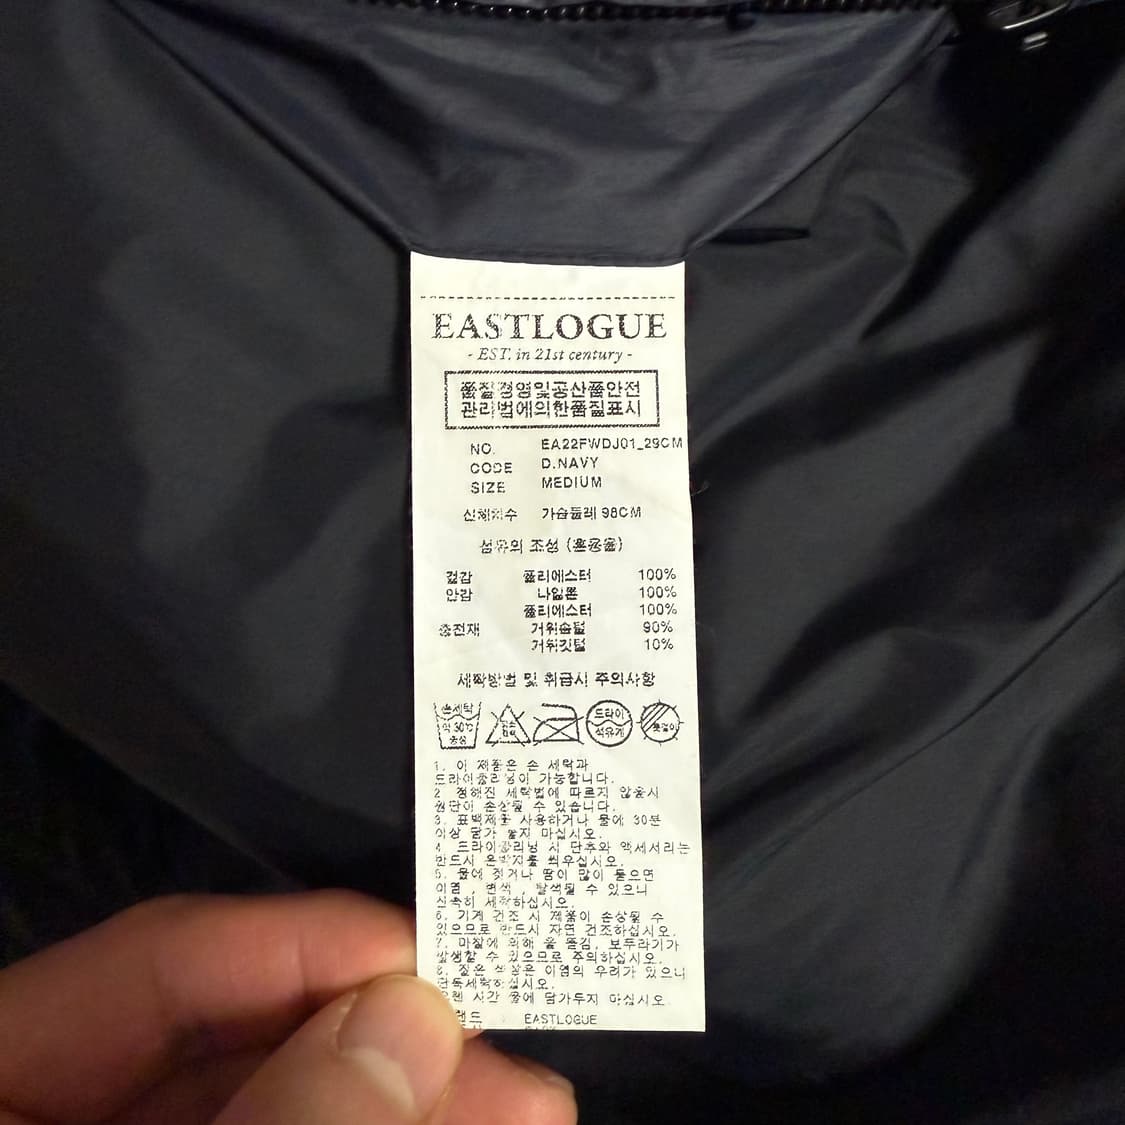 EASTLOGUE
- EST. in 21st century -
품질경영및공산품안전
관리법에의한품질표시
NO. EA22FWDJ01_29CM
CODE D.NAVY
SIZE MEDIUM
신체치수 가슴둘레 98CM
섬유의 조성 (혼용율)
겉감 폴리에스터 100%
안감 나일론 100%
폴리에스터 100%
충전재 거위솜털 90%
거위깃털 10%
세탁방법 및 취급시 주의사항
손세탁
약 30℃
중성
드라이
석유계
옷걸이
1. 이 제품은 손 세탁과
드라이클리닝이 가능합니다.
2 정해진 세탁법에 따르지 않을시
원단이 손상될 수 있습니다.
3. 표백제를 사용하거나 물에 30분
이상 담가 놓지 마십시오.
4 드라이클리닝 시 단추와 액세서리는
반드시 은박지를 씌우십시오.
5. 물에 젖거나 땀이 많이 묻으면
이염 , 변색 , 탈색될 수 있으니
신속히 세탁하십시오.
6. 기계 건조 시 제품이 손상될 수
있으므로 반드시 자연 건조하십시오.
7. 마찰에 의해 올 뜯김, 보푸라기가
발생할 수 있으므로 주의하십시오.
8. 짙은 색상은 이염의 우려가 있으니
단독세탁하십시오.
시간 물에 담가두지 마십시오
EASTLOGUE